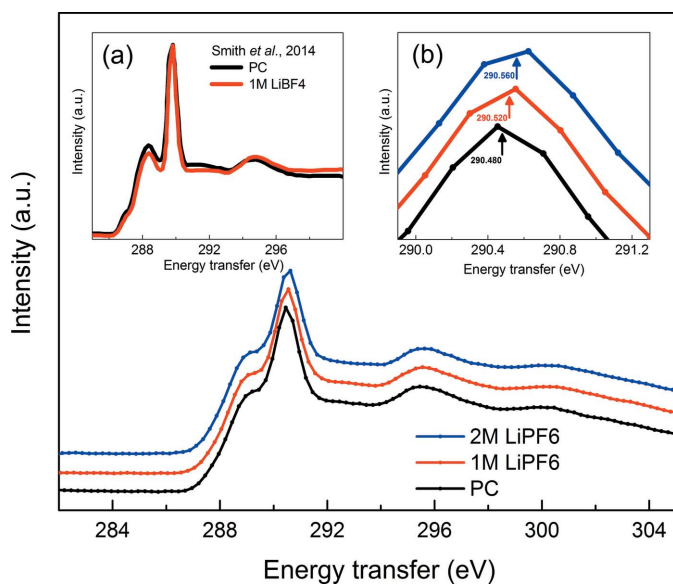 (a)
Smith et al., 2014
PC
1M LiBF4
Intensity (a.u.)
288 292 296
Energy transfer (eV)
(b)
290.560
290.520
290.480
Intensity (a.u.)
290.0 290.4 290.8 291.2
Energy transfer (eV)
Intensity (a.u.)
2M LiPF6
1M LiPF6
PC
284 288 292 296 300 304
Energy transfer (eV)